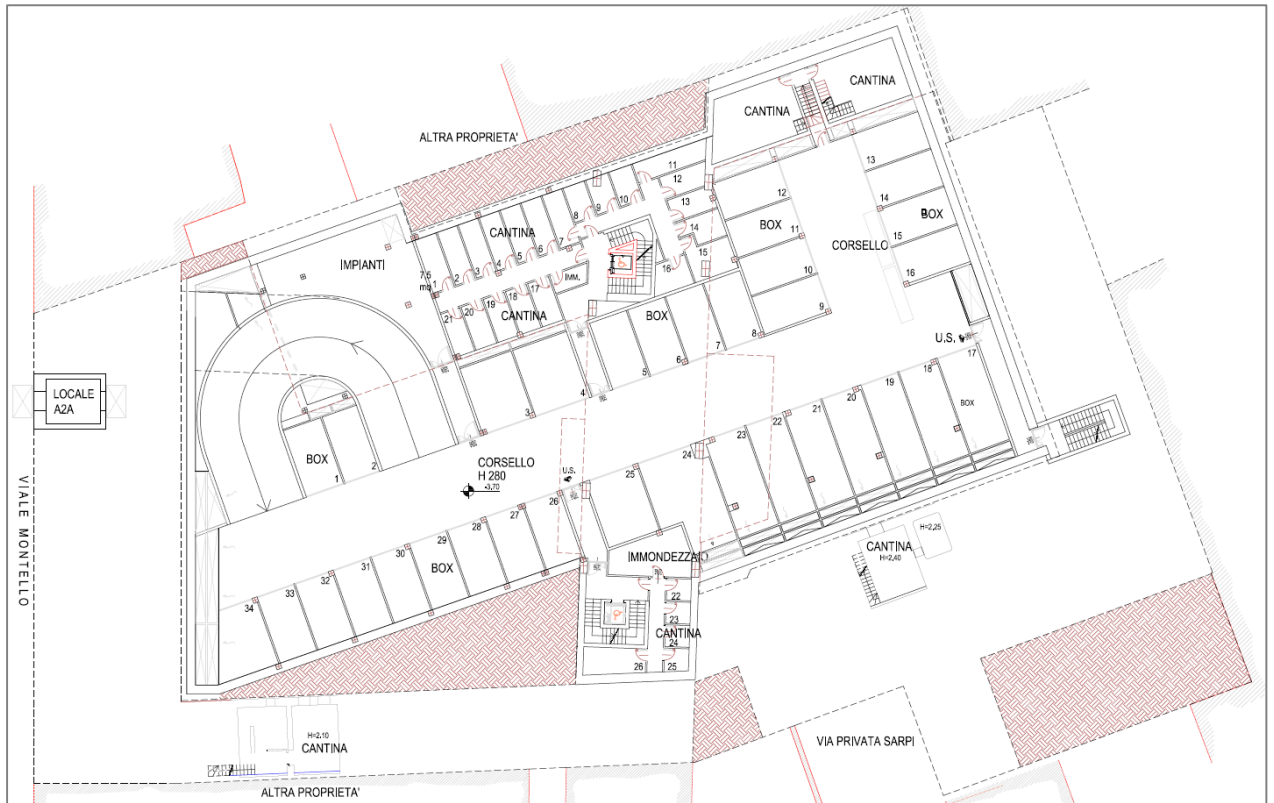 CANTINA
CANTINA
ALTRA PROPRIETA'
11
12
13
14
15
16
10
9
8
7
6
5
4
3
2
1
7,5
mq
CANTINA
IMPIANTI
IMM.
17
18
19
20
21
CANTINA
13
14
15
16
BOX
12
11
10
9
BOX
CORSELLO
BOX
8
7
6
5
4
3
U.S.
17
18
19
20
21
22
23
24
25
26
BOX
LOCALE
A2A
BOX
1
2
CORSELLO
H 280
-3.70
U.S.
27
28
29
30
31
32
33
34
BOX
VIALE MONTELLO
IMMONDEZZAIO
22
23
24
25
26
CANTINA
H=2,25
CANTINA
H=2,40
H=2.10
CANTINA
VIA PRIVATA SARPI
ALTRA PROPRIETA'